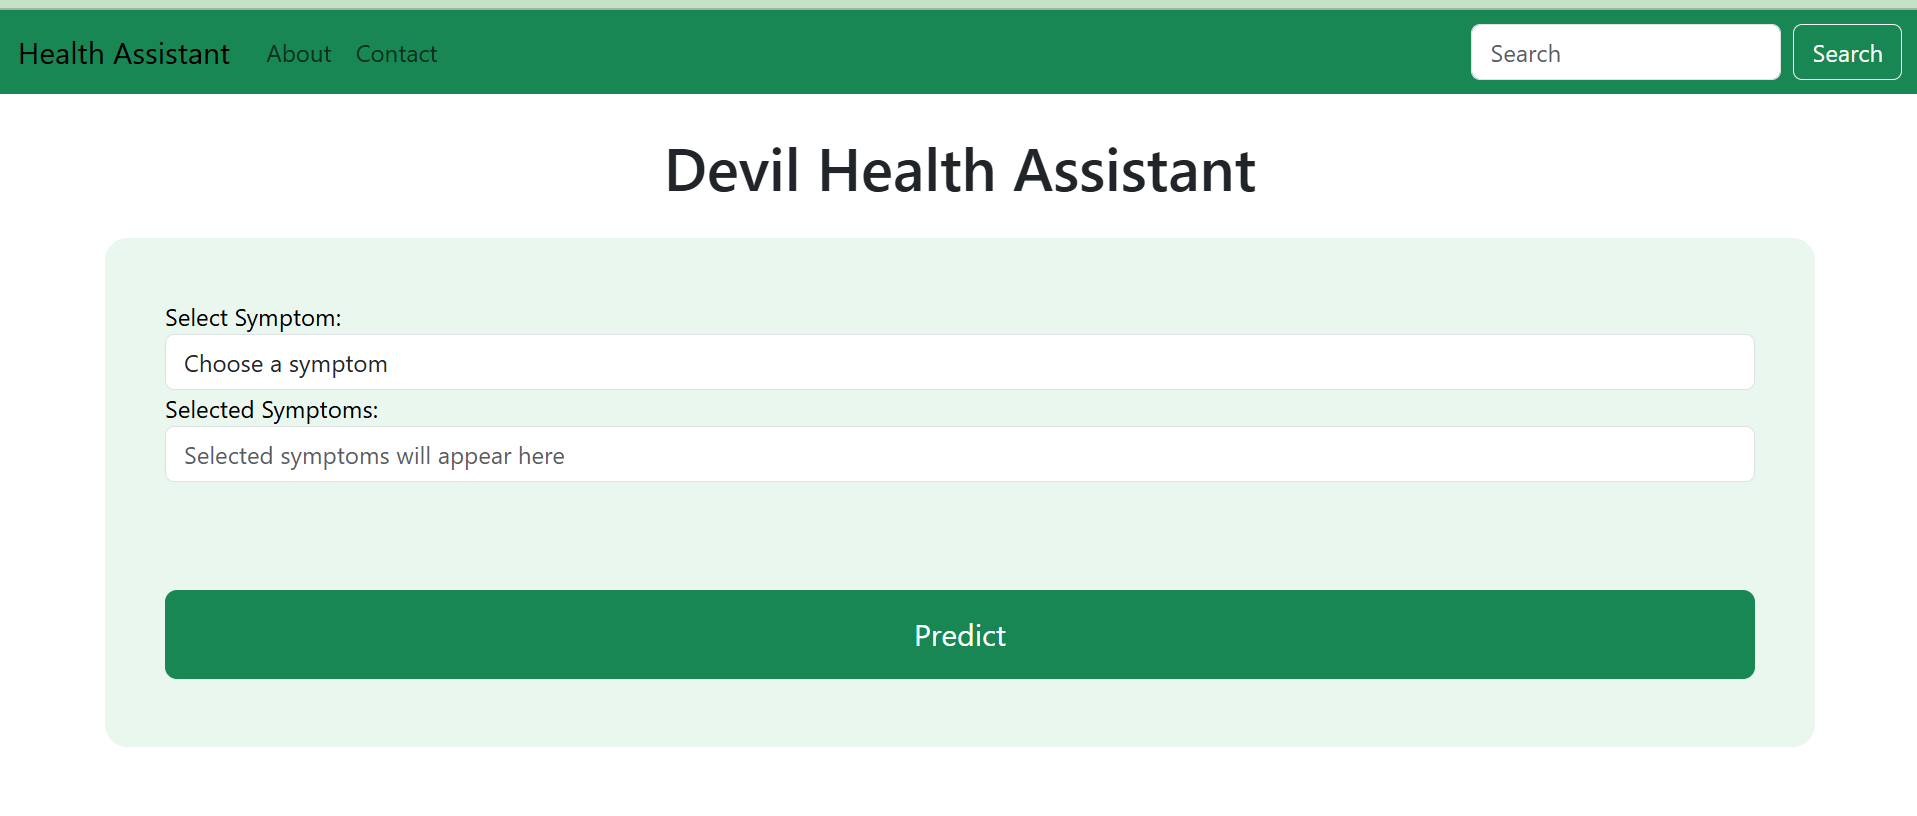 Health Assistant About Contact Search Search
Devil Health Assistant
Select Symptom:
Choose a symptom
Selected Symptoms:
Selected symptoms will appear here
Predict